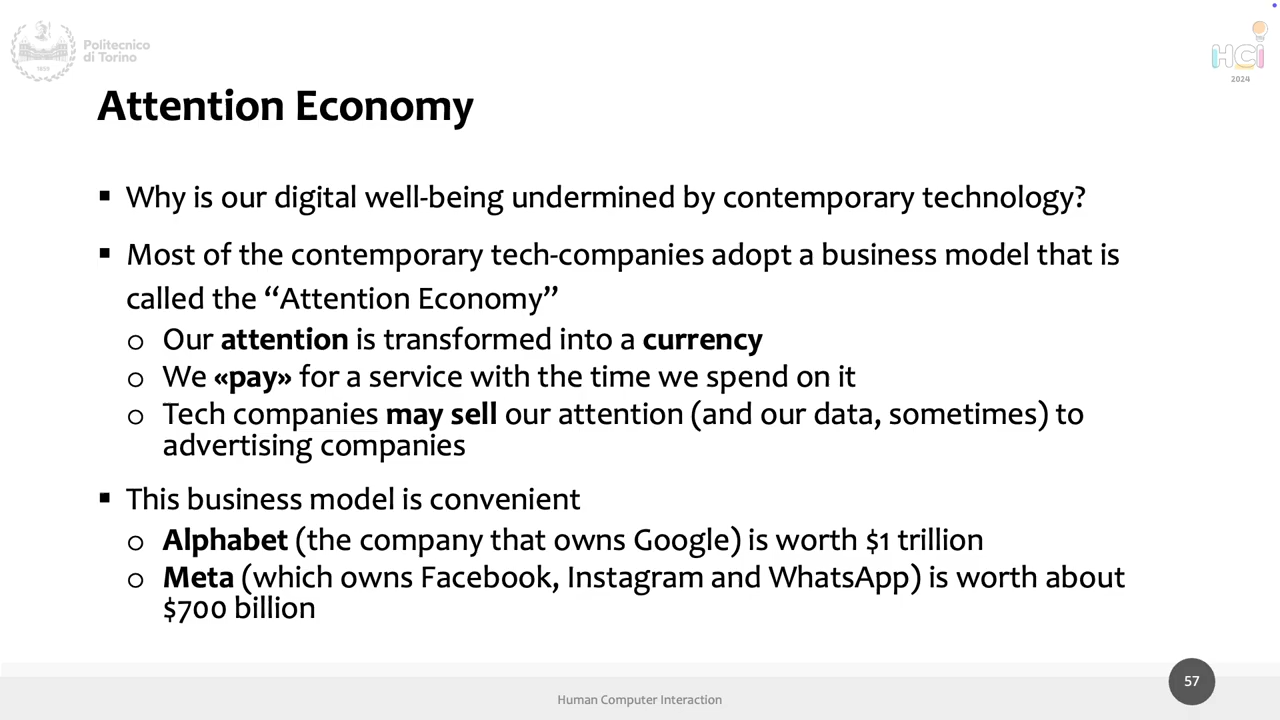 Politecnico
di Torino
1859
HCI
2024
Attention Economy
▪ Why is our digital well-being undermined by contemporary technology?
▪ Most of the contemporary tech-companies adopt a business model that is
called the “Attention Economy”
o Our attention is transformed into a currency
o We «pay» for a service with the time we spend on it
o Tech companies may sell our attention (and our data, sometimes) to
advertising companies
▪ This business model is convenient
o Alphabet (the company that owns Google) is worth $1 trillion
o Meta (which owns Facebook, Instagram and WhatsApp) is worth about
$700 billion
57
Human Computer Interaction